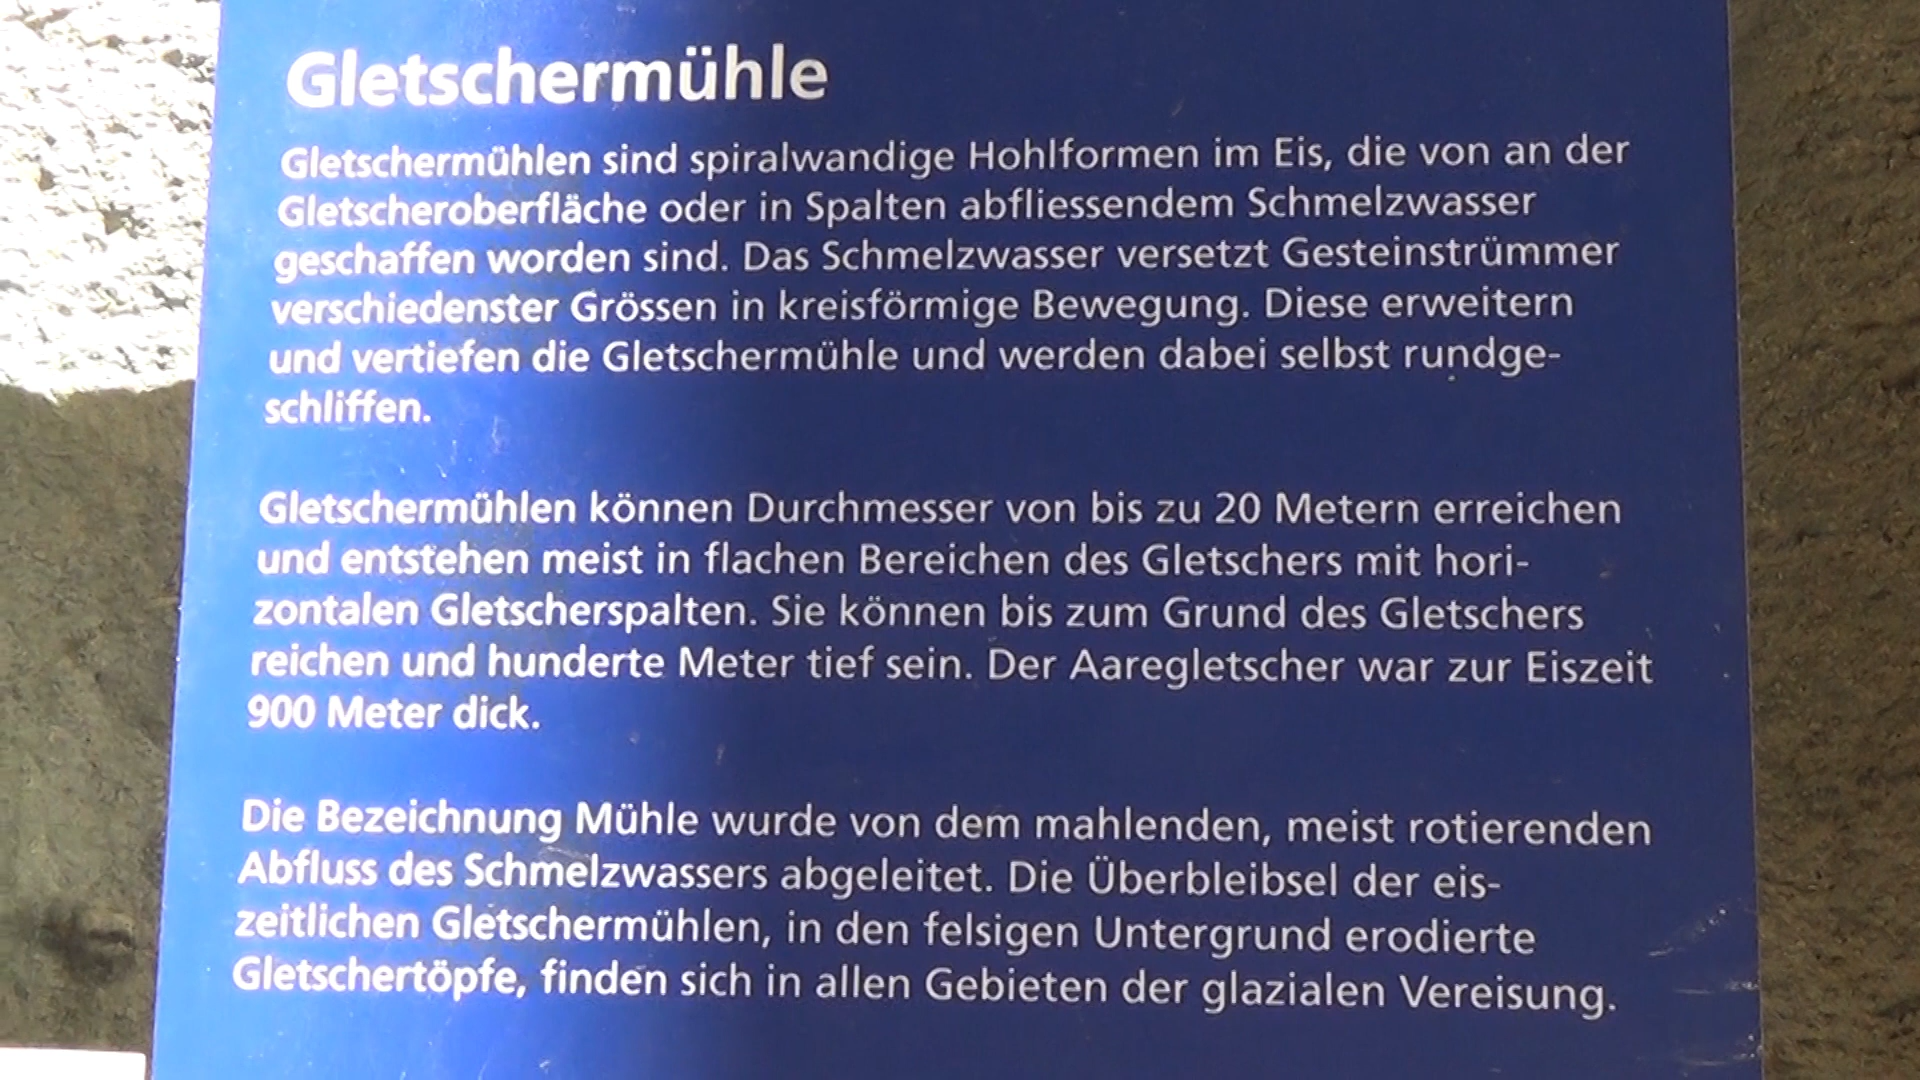 Gletschermühle
Gletschermühlen sind spiralwandige Hohlformen im Eis, die von an der
Gletscheroberfläche oder in Spalten abfliessendem Schmelzwasser
geschaffen worden sind. Das Schmelzwasser versetzt Gesteinstrümmer
verschiedenster Grössen in kreisförmige Bewegung. Diese erweitern
und vertiefen die Gletschermühle und werden dabei selbst rundge-
schliffen.
Gletschermühlen können Durchmesser von bis zu 20 Metern erreichen
und entstehen meist in flachen Bereichen des Gletschers mit hori-
zontalen Gletscherspalten. Sie können bis zum Grund des Gletschers
reichen und hunderte Meter tief sein. Der Aaregletscher war zur Eiszeit
900 Meter dick.
Die Bezeichnung Mühle wurde von dem mahlenden, meist rotierenden
Abfluss des Schmelzwassers abgeleitet. Die Überbleibsel der eis-
zeitlichen Gletschermühlen, in den felsigen Untergrund erodierte
Gletschertöpfe, finden sich in allen Gebieten der glazialen Vereisung.